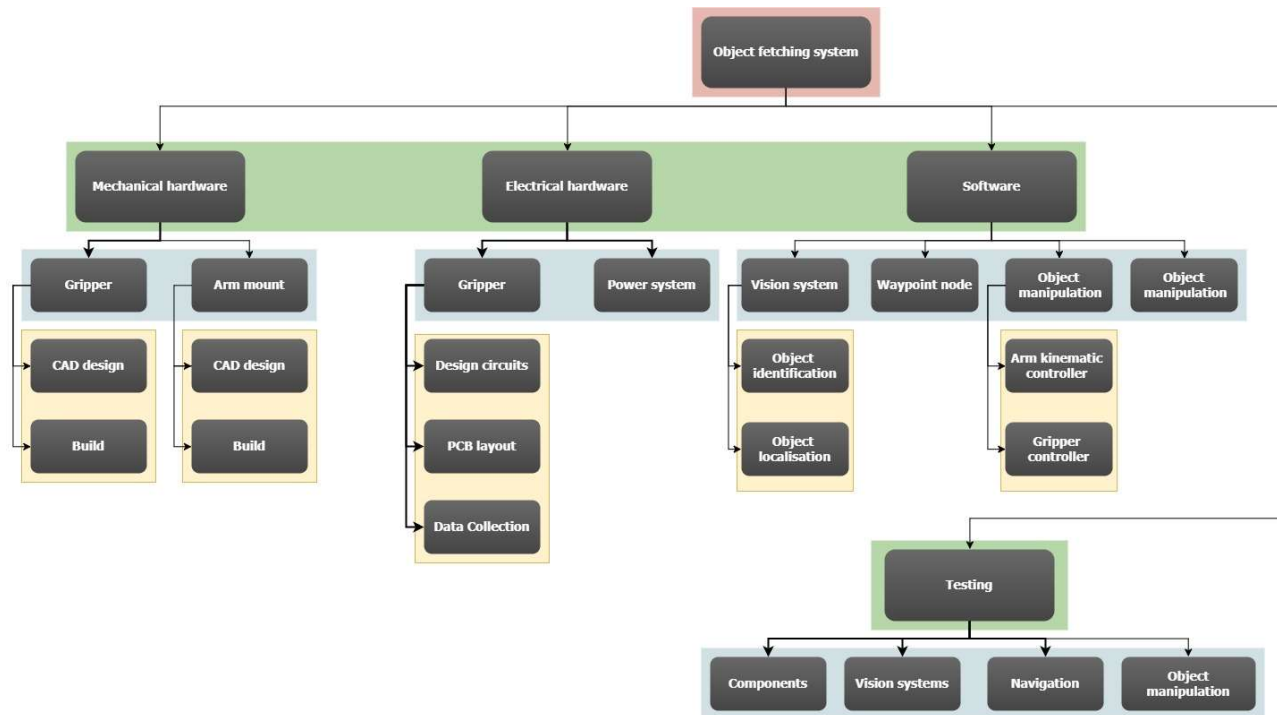 Object fetching system
Mechanical hardware
Electrical hardware
Software
Gripper
Arm mount
Gripper
Power system
Vision system
Waypoint node
Object
manipulation
Object
manipulation
CAD design
CAD design
Design circuits
Object
identification
Arm kinematic
controller
Build
Build
PCB layout
Object
localisation
Gripper
controller
Data Collection
Testing
Components
Vision systems
Navigation
Object
manipulation